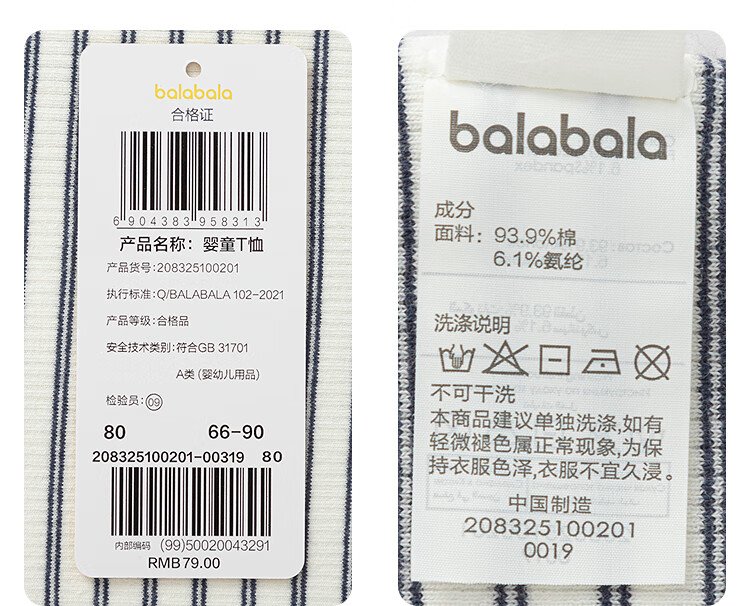 balabala
合格证
6 904383 958313
产品名称：婴童T恤
产品货号：208325100201
执行标准：Q/BALABALA 102-2021
产品等级：合格品
安全技术类别：符合GB 31701
A类 (婴幼儿用品)
检验员：09
80 66-90
208325100201-00319 80
内部编码 (99)50020043291
RMB79.00
balabala
6.1%Spandex
成分
面料：93.9%棉
6.1%氨纶
洗涤说明
不可干洗
本商品建议单独洗涤,如有
轻微褪色属正常现象,为保
持衣服色泽,衣服不宜久浸。
中国制造
208325100201
0019